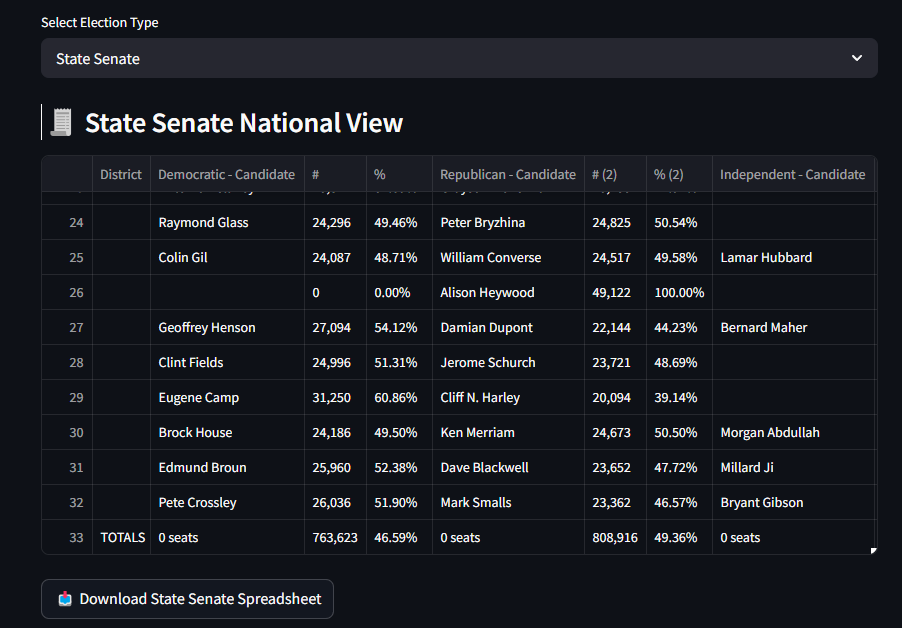 Select Election Type
State Senate
State Senate National View
District Democratic - Candidate # % Republican - Candidate # (2) % (2) Independent - Candidate
24 Raymond Glass 24,296 49.46% Peter Bryzhina 24,825 50.54%
25 Colin Gil 24,087 48.71% William Converse 24,517 49.58% Lamar Hubbard
26 0 0.00% Alison Heywood 49,122 100.00%
27 Geoffrey Henson 27,094 54.12% Damian Dupont 22,144 44.23% Bernard Maher
28 Clint Fields 24,996 51.31% Jerome Schurch 23,721 48.69%
29 Eugene Camp 31,250 60.86% Cliff N. Harley 20,094 39.14%
30 Brock House 24,186 49.50% Ken Merriam 24,673 50.50% Morgan Abdullah
31 Edmund Broun 25,960 52.38% Dave Blackwell 23,652 47.72% Millard Ji
32 Pete Crossley 26,036 51.90% Mark Smalls 23,362 46.57% Bryant Gibson
33 TOTALS 0 seats 763,623 46.59% 0 seats 808,916 49.36% 0 seats
Download State Senate Spreadsheet